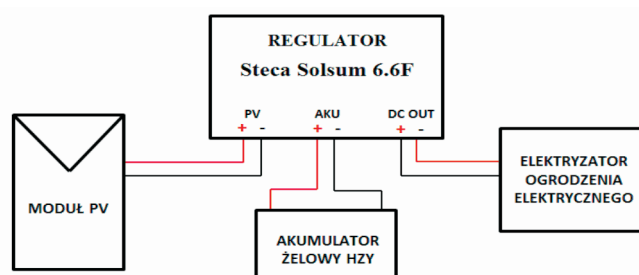 REGULATOR
Steca Solsum 6.6F
PV AKU DC OUT
+ - + - + -
MODUŁ PV
AKUMULATOR
ŻELOWY HZY
ELEKTRYZATOR
OGRODZENIA
ELEKTRYCZNEGO